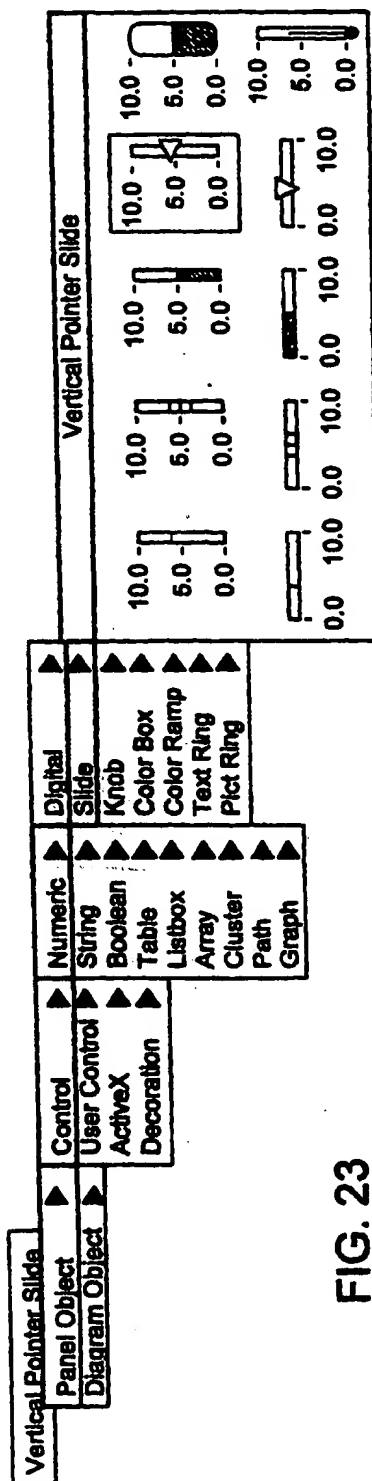 Vertical Pointer Slide
Panel Object
Diagram Object
Control
User Control
ActiveX
Decoration
Numeric
String
Boolean
Table
Listbox
Array
Cluster
Path
Graph
Digital
Slide
Knob
Color Box
Color Ramp
Text Ring
Pict Ring
Vertical Pointer Slide
10.0
5.0
0.0
10.0
5.0
0.0
10.0
5.0
0.0
10.0
5.0
0.0
10.0
5.0
0.0
0.0 10.0
0.0 10.0
0.0 10.0
0.0 10.0
10.0
5.0
0.0
FIG. 23